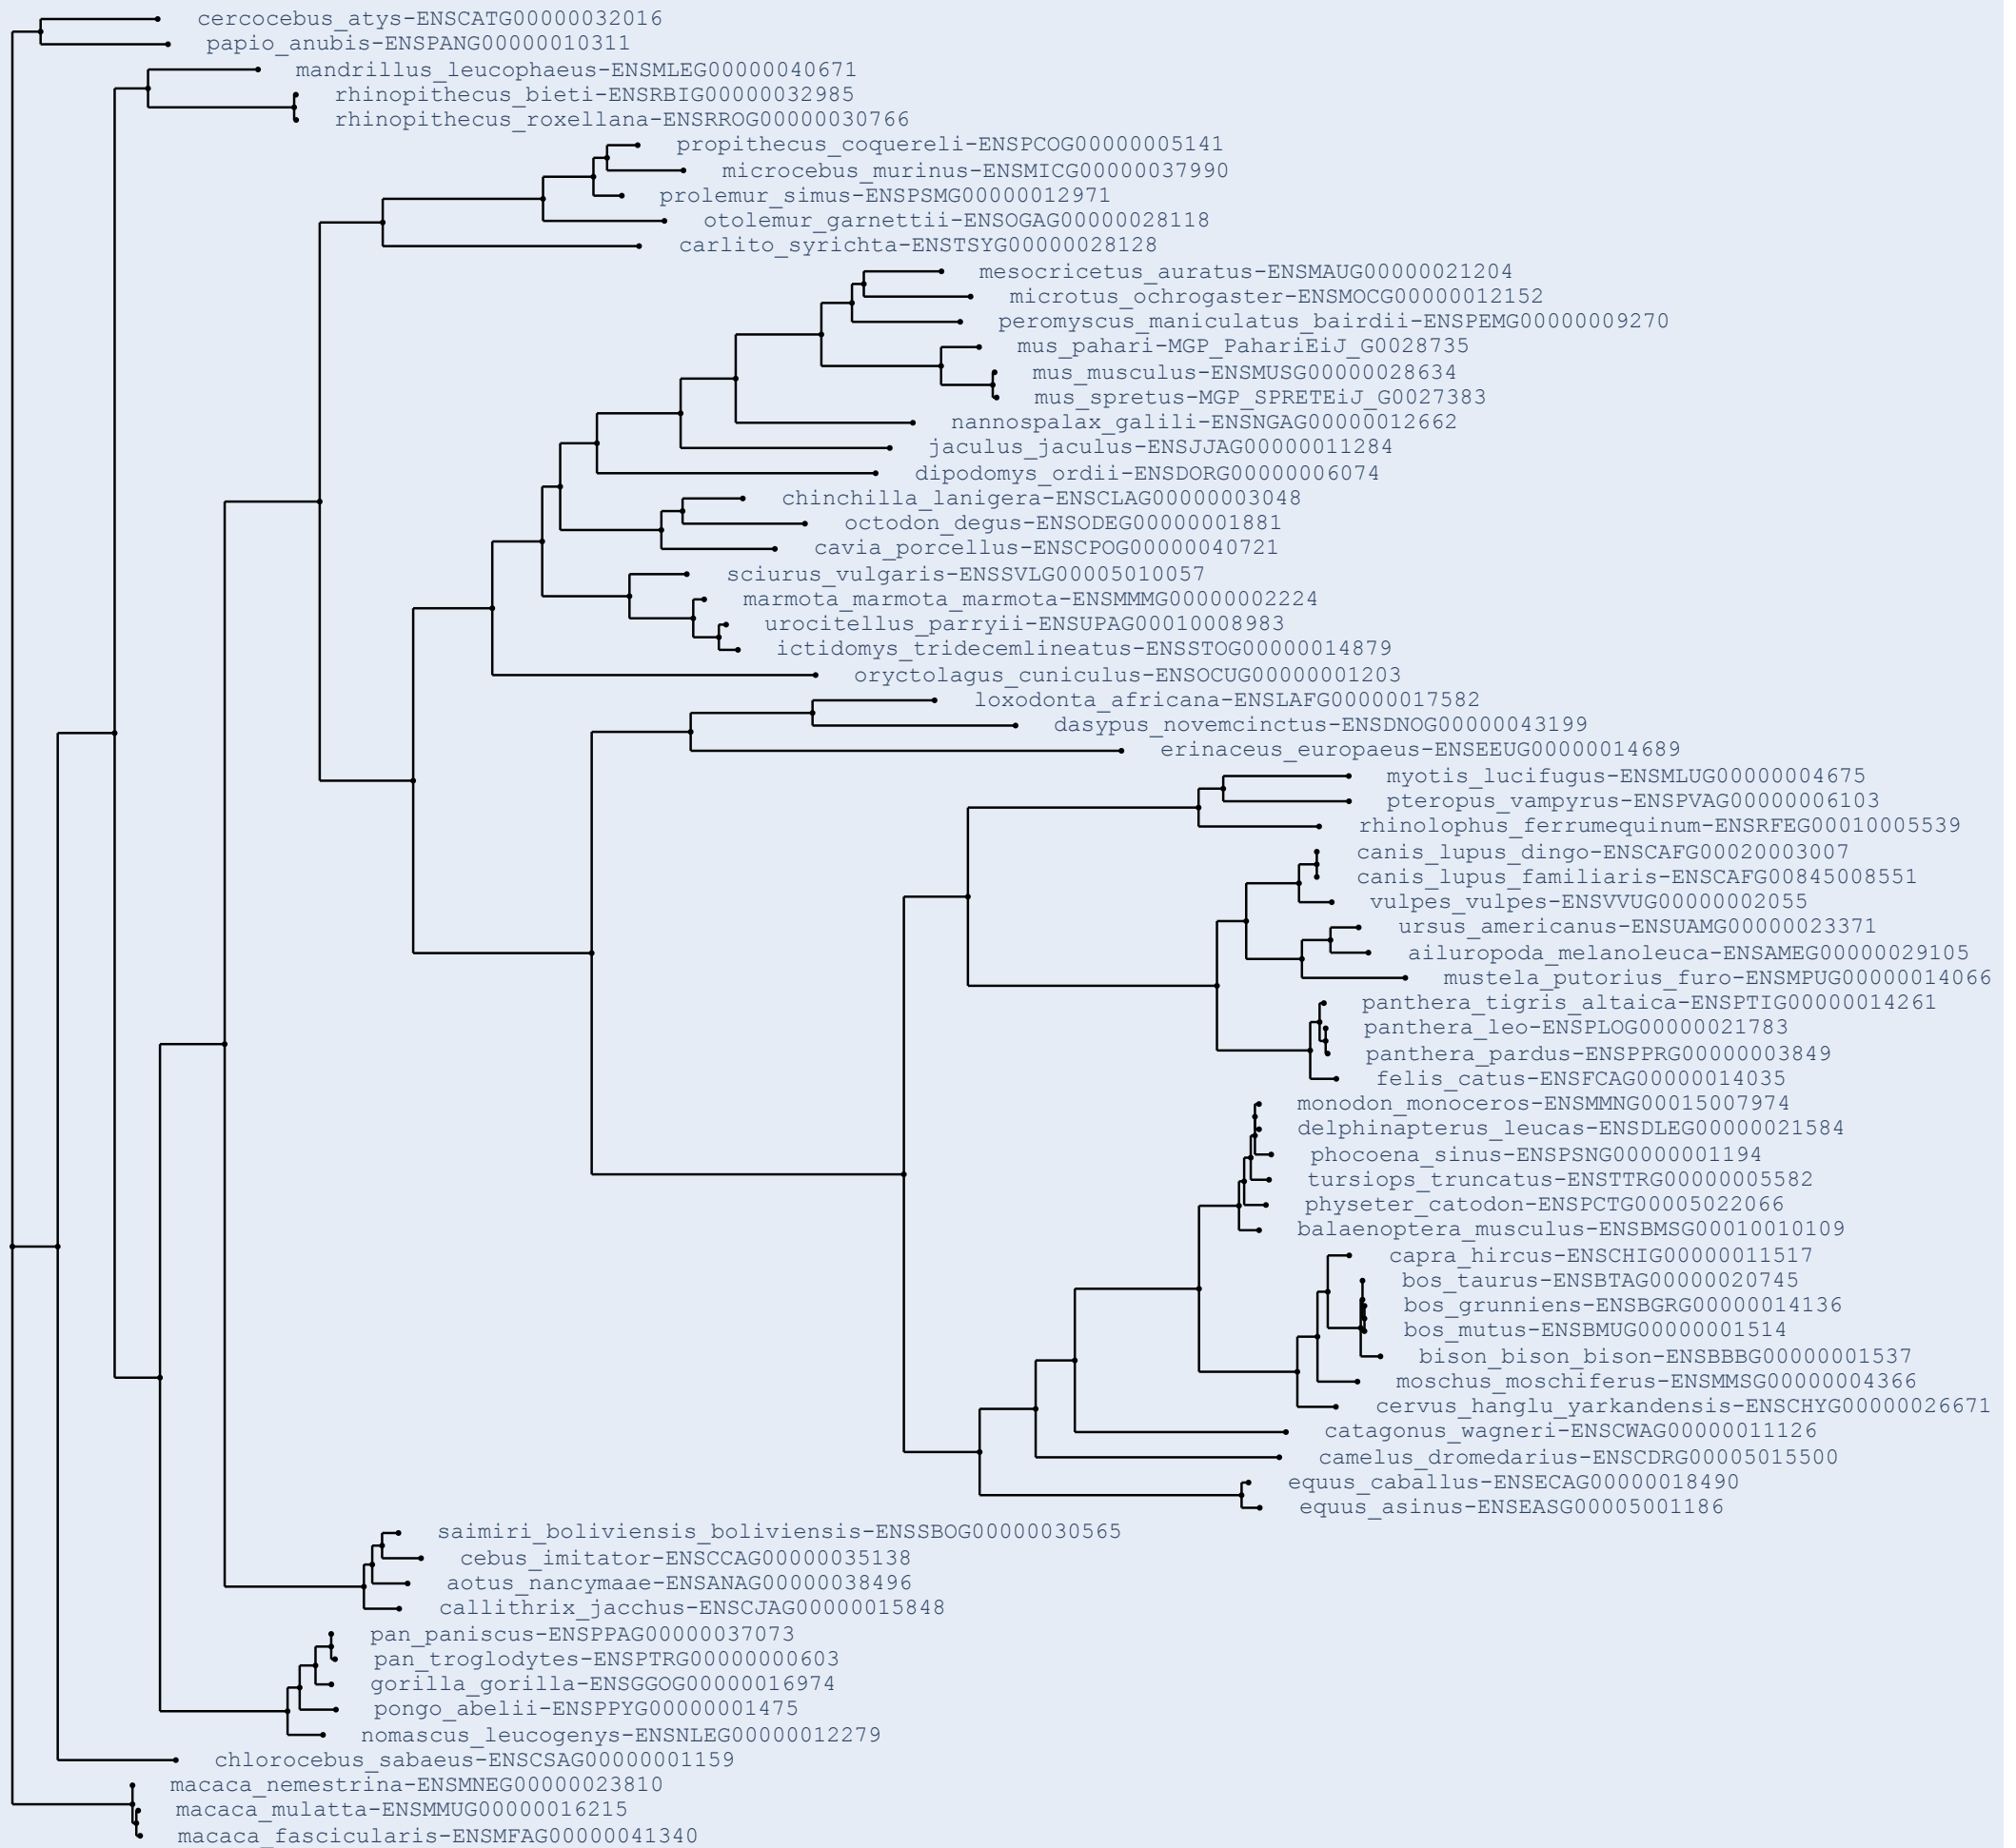 cercocebus_atys-ENSCATG00000032016
papio_anubis-ENSPANG00000010311
mandrillus_leucophaeus-ENSMLEG00000040671
rhinopithecus_bieti-ENSRBIG00000032985
rhinopithecus_roxellana-ENSRROG00000030766
propithecus_coquereli-ENSPCOG00000005141
microcebus_murinus-ENSMICG00000037990
prolemur_simus-ENSPSMG00000012971
otolemur_garnettii-ENSOGAG00000028118
carlito_syrichta-ENSTSYG00000028128
mesocricetus_auratus-ENSMAUG00000021204
microtus_ochrogaster-ENSMOCG00000012152
peromyscus_maniculatus_bairdii-ENSPEMG00000009270
mus_pahari-MGP_PahariEiJ_G0028735
mus_musculus-ENSMUSG00000028634
mus_spretus-MGP_SPRETEiJ_G0027383
nannospalax_galili-ENSNGAG00000012662
jaculus_jaculus-ENSJJAG00000011284
dipodomys_ordii-ENSDORG00000006074
chinchilla_lanigera-ENSCLAG00000003048
octodon_degus-ENSODEG00000001881
cavia_porcellus-ENSCPOG00000040721
sciurus_vulgaris-ENSSVLG00005010057
marmota_marmota_marmota-ENSMMMG00000002224
urocitellus_parryii-ENSUPAG00010008983
ictidomys_tridecemlineatus-ENSSTOG00000014879
oryctolagus_cuniculus-ENSOCUG00000001203
loxodonta_africana-ENSLAFG00000017582
dasypus_novemcinctus-ENSDNOG00000043199
erinaceus_europaeus-ENSEEUG00000014689
myotis_lucifugus-ENSMLUG00000004675
pteropus_vampyrus-ENSPVAG00000006103
rhinolophus_ferrumequinum-ENSRFEG00010005539
canis_lupus_dingo-ENSCAFG00020003007
canis_lupus_familiaris-ENSCAFG00845008551
vulpes_vulpes-ENSVVUG00000002055
ursus_americanus-ENSUAMG00000023371
ailuropoda_melanoleuca-ENSAMEG00000029105
mustela_putorius_furo-ENSMPUG00000014066
panthera_tigris_altaica-ENSPTIG00000014261
panthera_leo-ENSPLOG00000021783
panthera_pardus-ENSPPRG00000003849
felis_catus-ENSFCAG00000014035
monodon_monoceros-ENSMMNG00015007974
delphinapterus_leucas-ENSDLEG00000021584
phocoena_sinus-ENSPSNG00000001194
tursiops_truncatus-ENSTTRG00000005582
physeter_catodon-ENSPCTG00005022066
balaenoptera_musculus-ENSBMSG00010010109
capra_hircus-ENSCHIG00000011517
bos_taurus-ENSBTAG00000020745
bos_grunniens-ENSBGRG00000014136
bos_mutus-ENSBMUG00000001514
bison_bison_bison-ENSBBBG00000001537
moschus_moschiferus-ENSMMSG00000004366
cervus_hanglu_yarkandensis-ENSCHYG00000026671
catagonus_wagneri-ENSCWAG00000011126
camelus_dromedarius-ENSCDRG00005015500
equus_caballus-ENSECAG00000018490
equus_asinus-ENSEASG00005001186
saimiri_boliviensis_boliviensis-ENSSBOG00000030565
cebus_imitator-ENSCCAG00000035138
aotus_nancymaae-ENSANAG00000038496
callithrix_jacchus-ENSCJAG00000015848
pan_paniscus-ENSPPAG00000037073
pan_troglodytes-ENSPTRG00000000603
gorilla_gorilla-ENSGGOG00000016974
pongo_abelii-ENSPPYG00000001475
nomascus_leucogenys-ENSNLEG00000012279
chlorocebus_sabaeus-ENSCSAG00000001159
macaca_nemestrina-ENSMNEG00000023810
macaca_mulatta-ENSMMUG00000016215
macaca_fascicularis-ENSMFAG00000041340